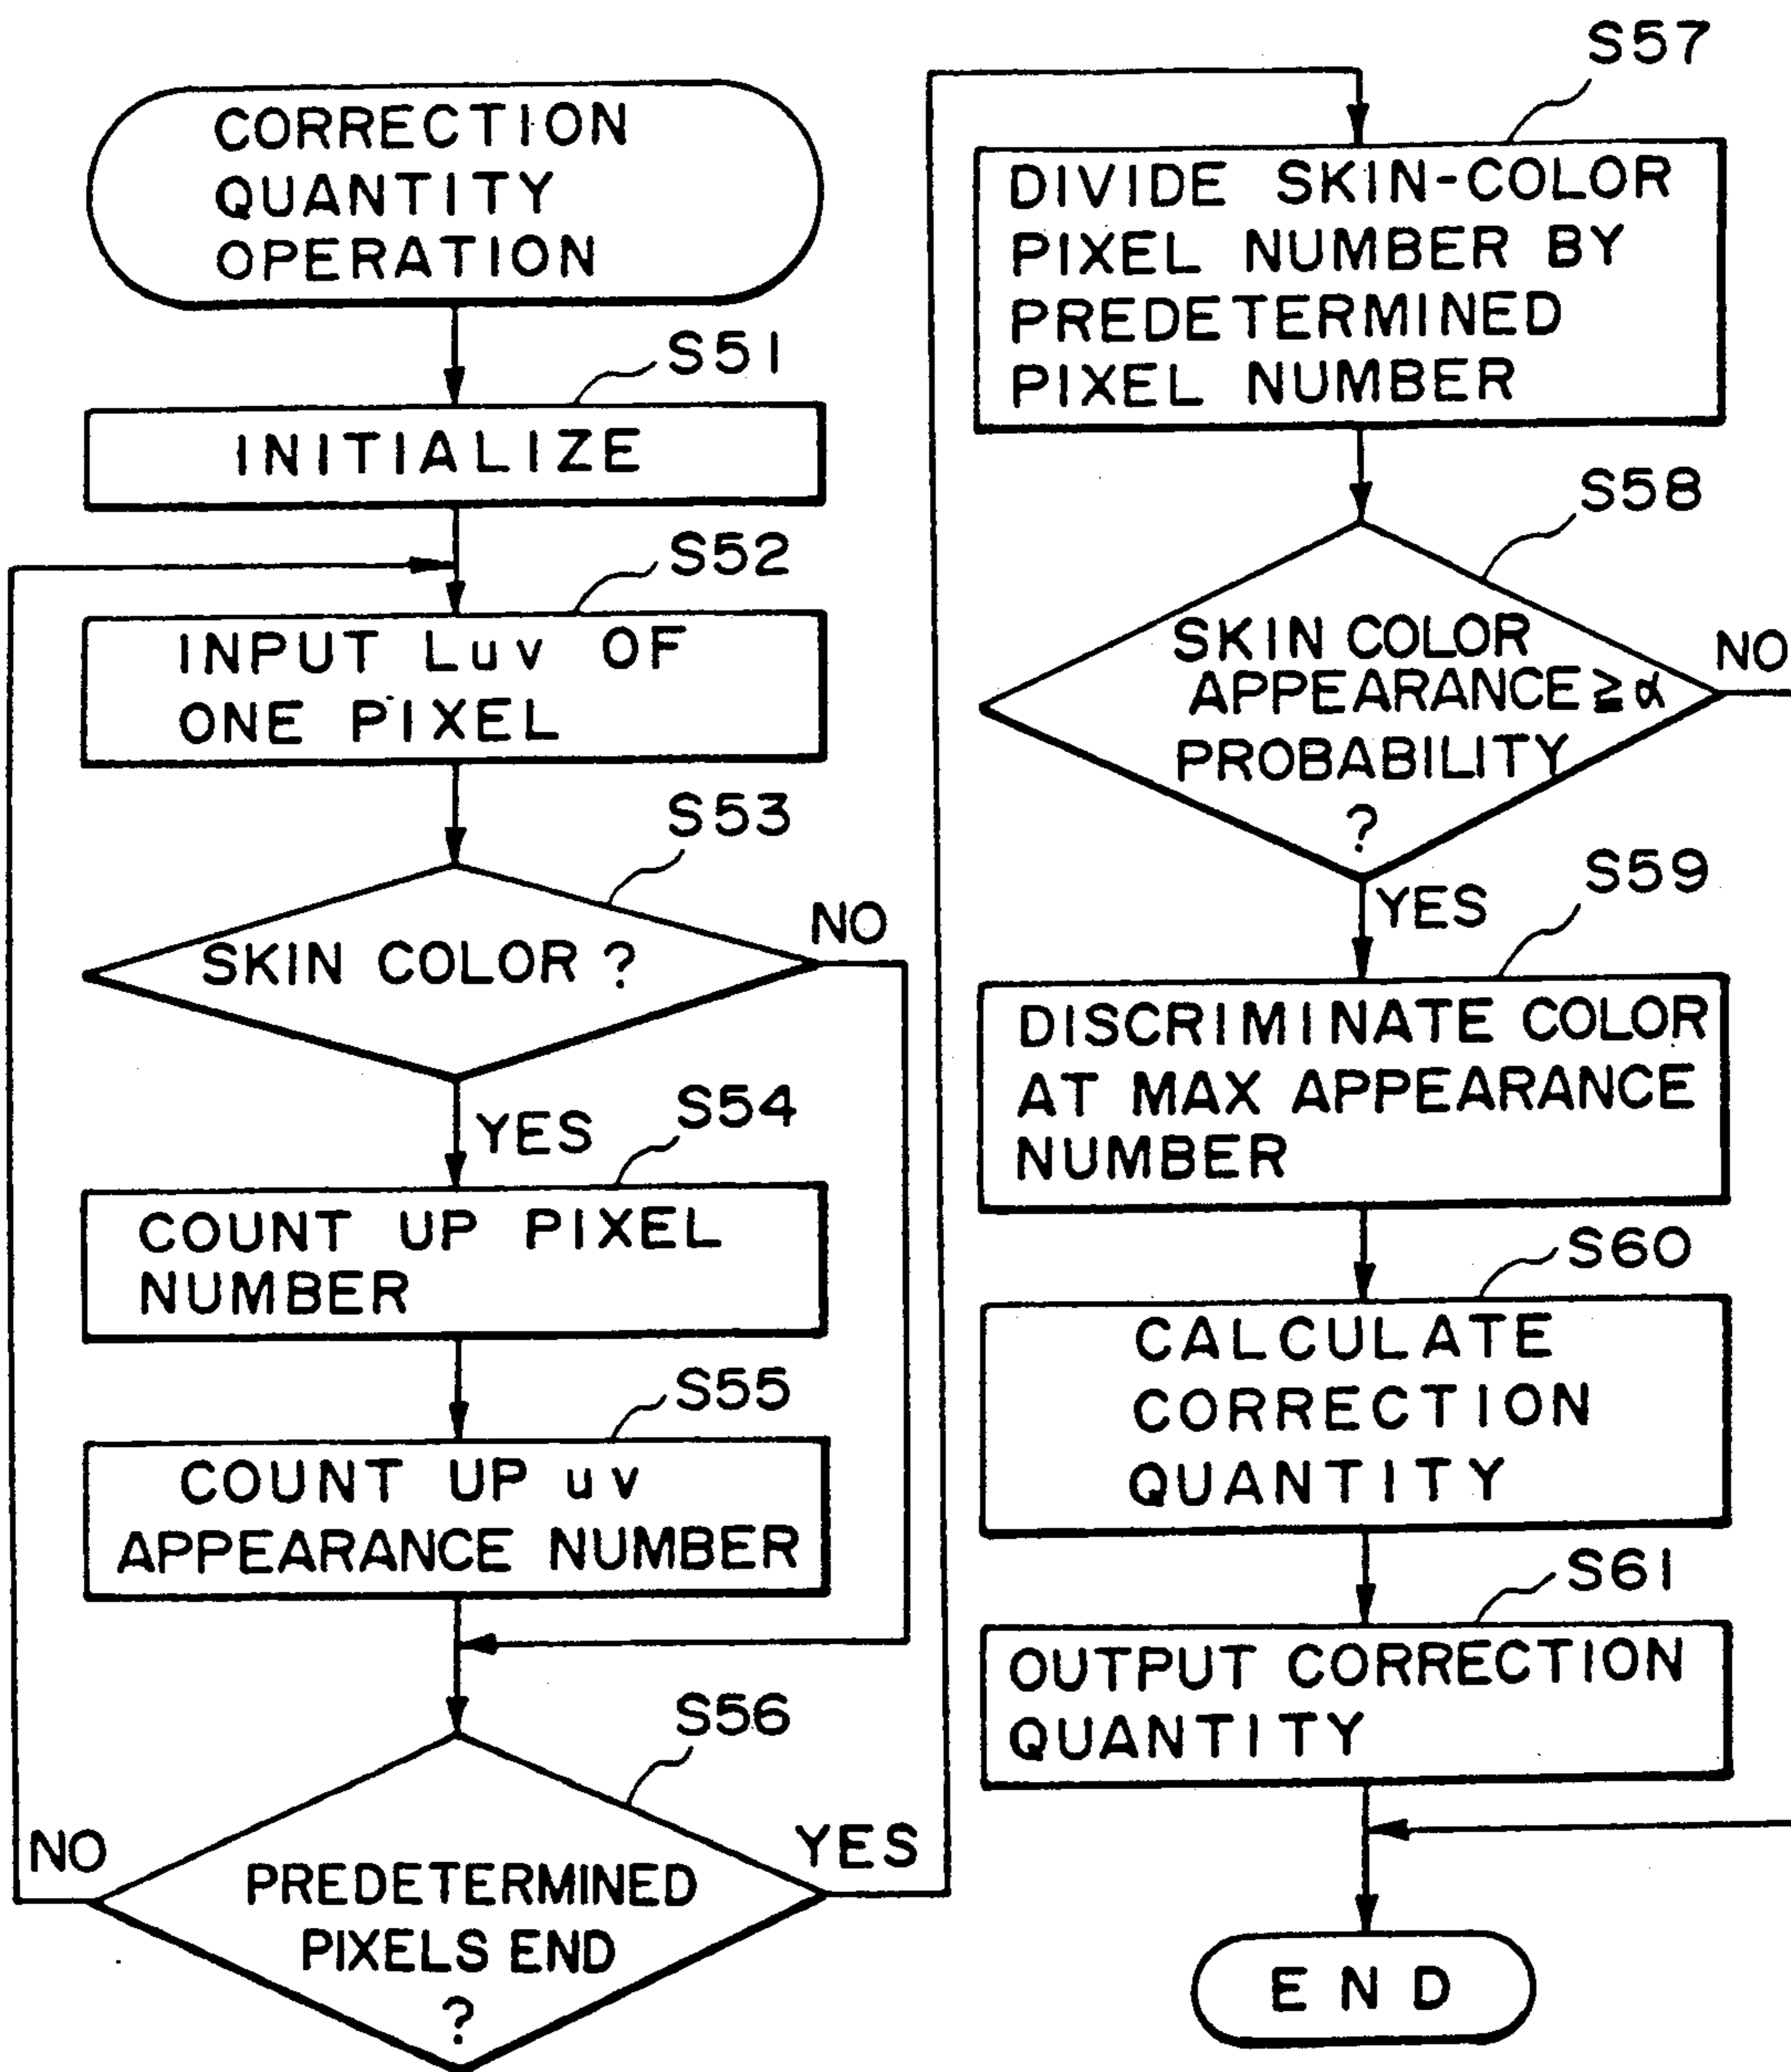 CORRECTION
QUANTITY
OPERATION
S51
INITIALIZE
S52
INPUT Luv OF
ONE PIXEL
S53
SKIN COLOR ?
NO
YES
S54
COUNT UP PIXEL
NUMBER
S55
COUNT UP uv
APPEARANCE NUMBER
S56
NO
YES
PREDETERMINED
PIXELS END
?
S57
DIVIDE SKIN-COLOR
PIXEL NUMBER BY
PREDETERMINED
PIXEL NUMBER
S58
SKIN COLOR
APPEARANCE ≧ α
PROBABILITY
?
NO
YES
S59
DISCRIMINATE COLOR
AT MAX APPEARANCE
NUMBER
S60
CALCULATE
CORRECTION
QUANTITY
S61
OUTPUT CORRECTION
QUANTITY
END